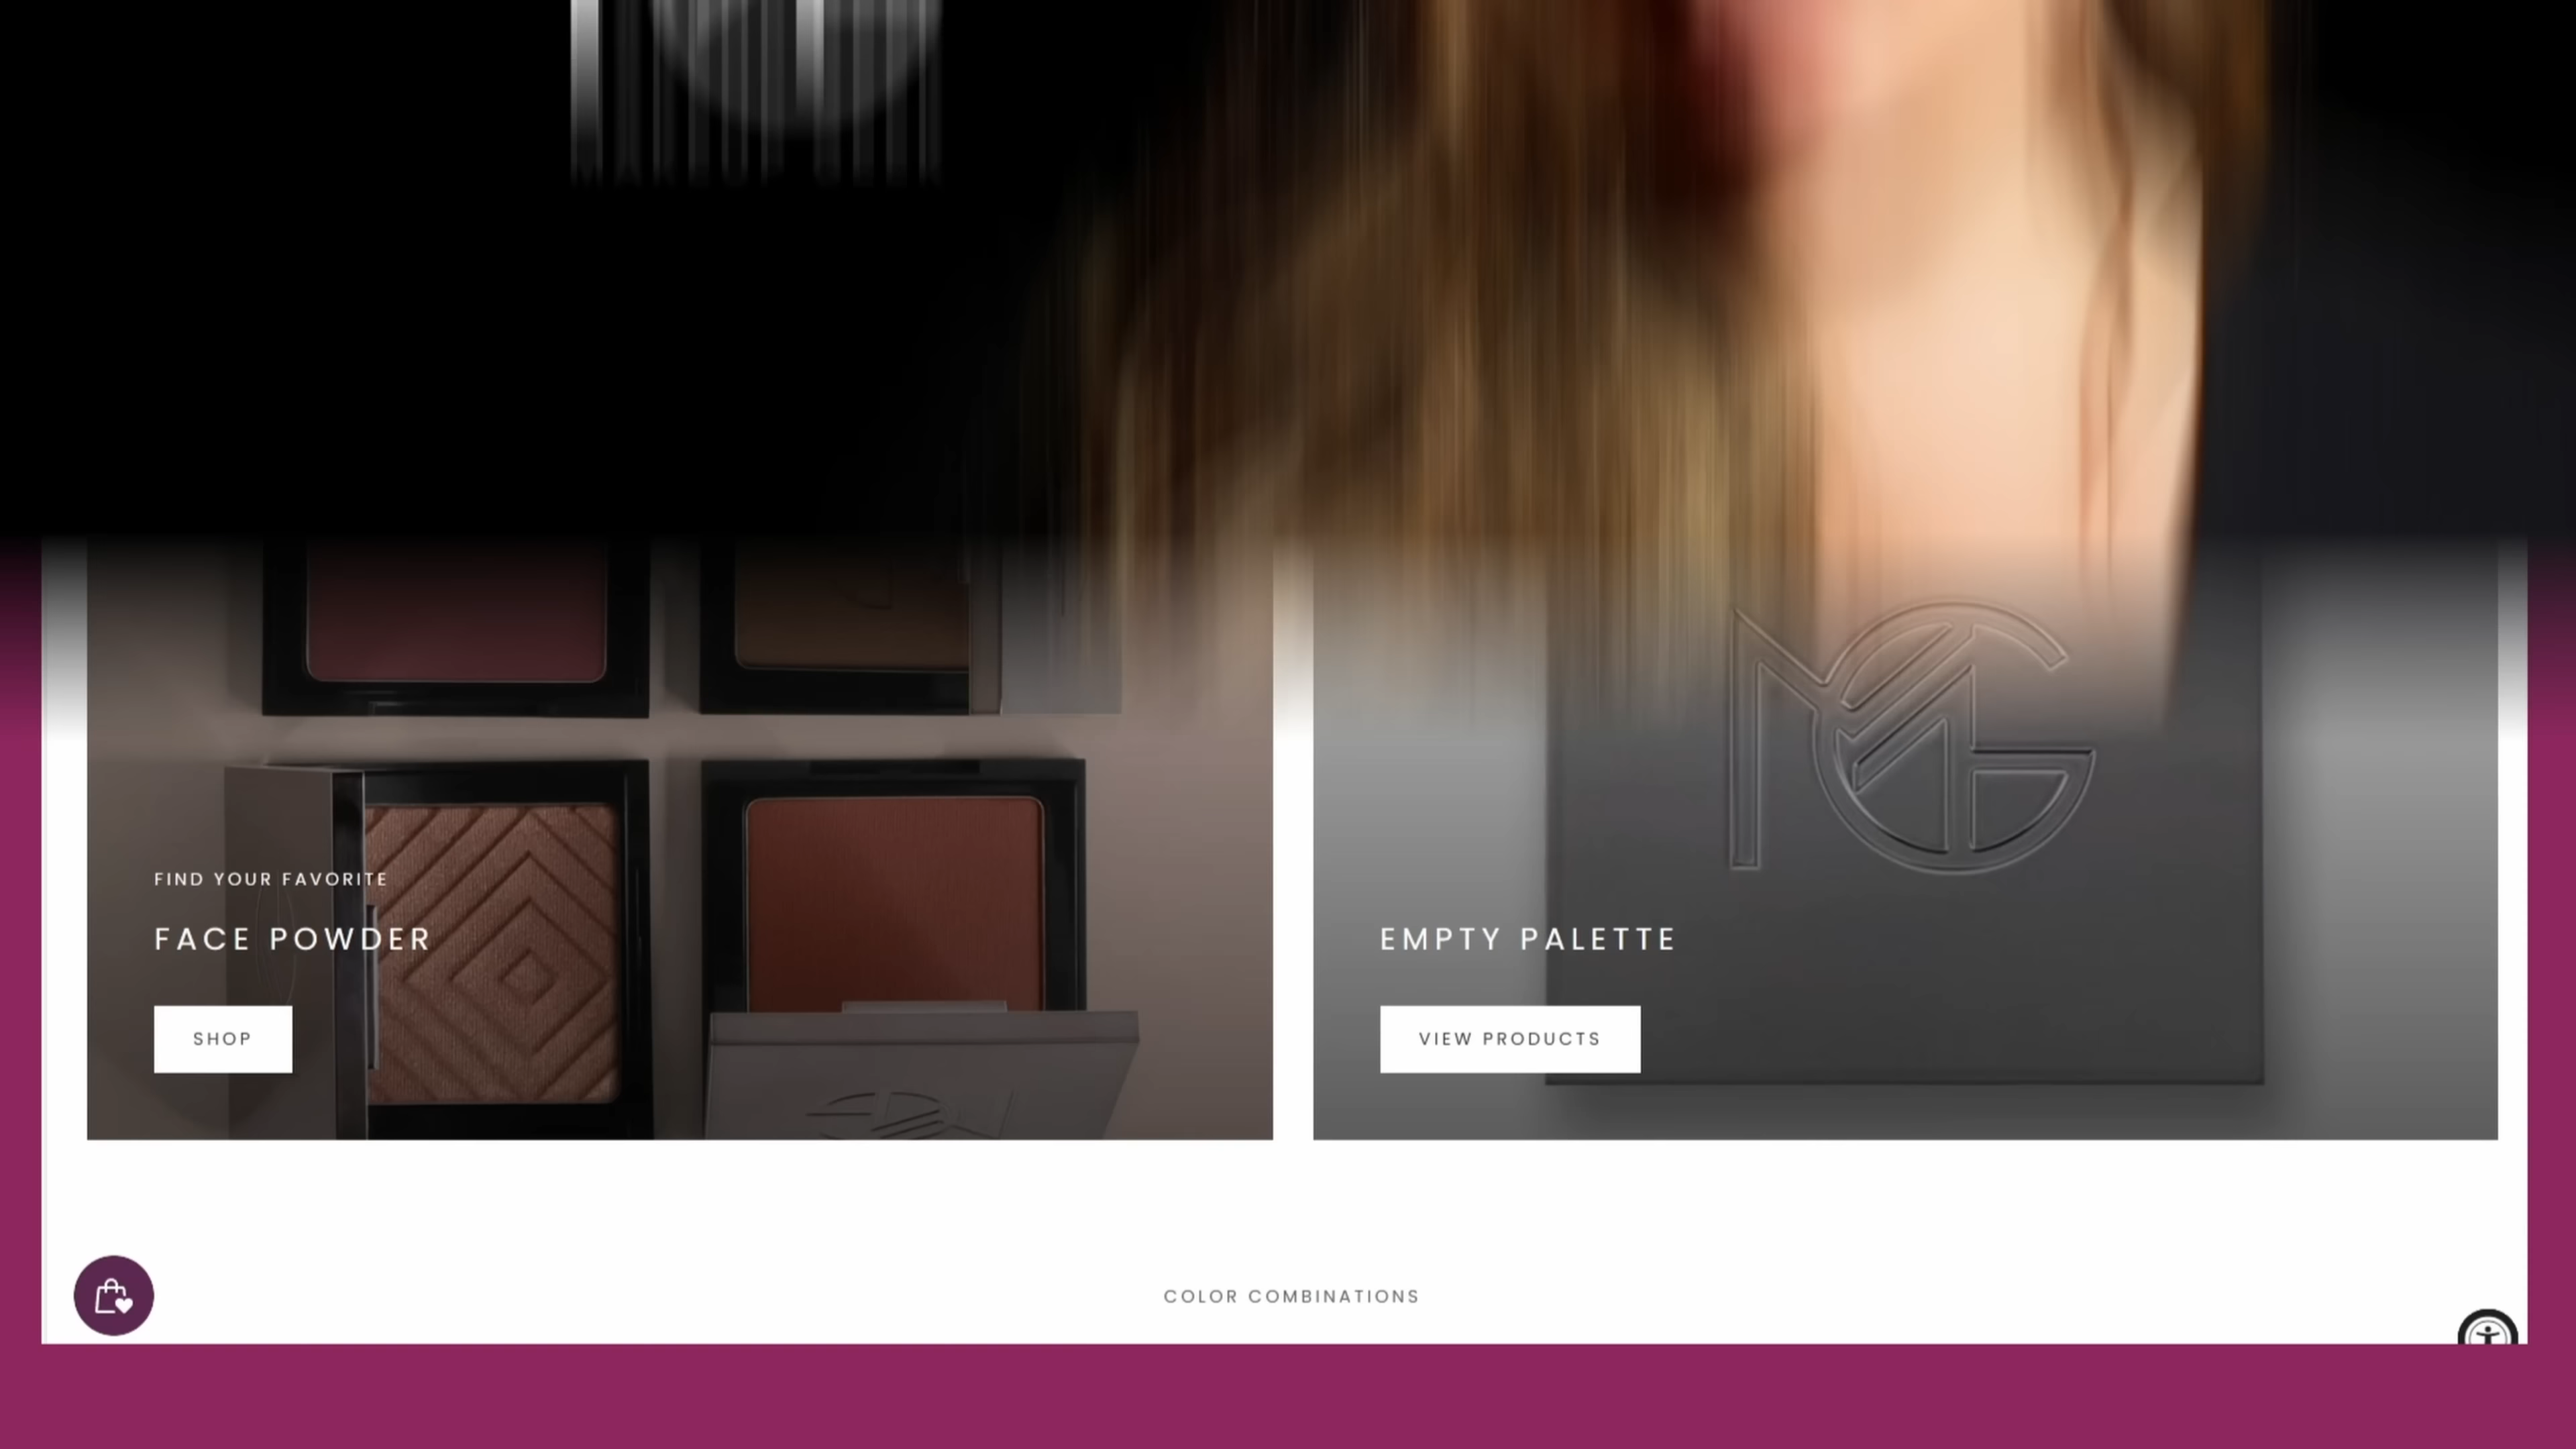 FIND YOUR FAVORITE
FACE POWDER
SHOP
EMPTY PALETTE
VIEW PRODUCTS
COLOR COMBINATIONS